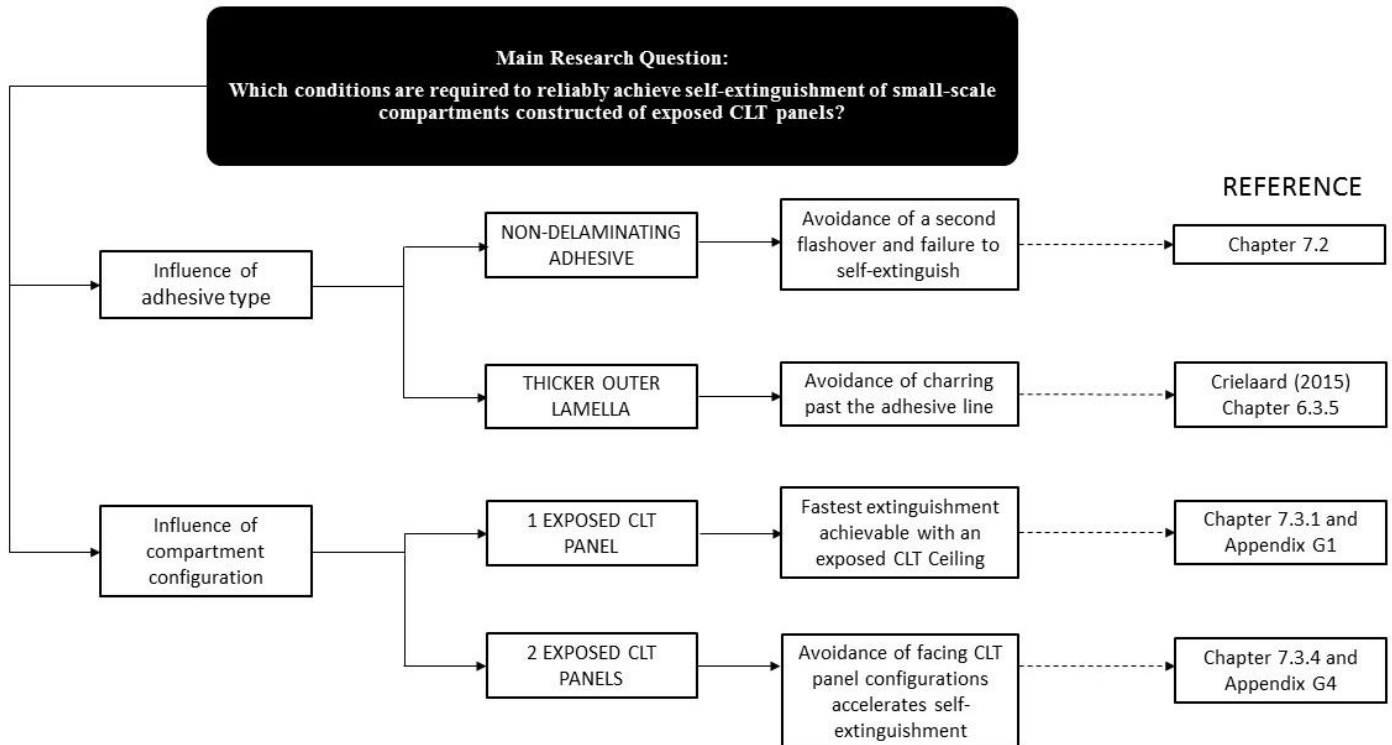 Main Research Question:
Which conditions are required to reliably achieve self-extinguishment of small-scale
compartments constructed of exposed CLT panels?
REFERENCE
Influence of
adhesive type
NON-DELAMINATING
ADHESIVE
Avoidance of a second
flashover and failure to
self-extinguish
Chapter 7.2
THICKER OUTER
LAMELLA
Avoidance of charring
past the adhesive line
Crielaard (2015)
Chapter 6.3.5
Influence of
compartment
configuration
1 EXPOSED CLT
PANEL
Fastest extinguishment
achievable with an
exposed CLT Ceiling
Chapter 7.3.1 and
Appendix G1
2 EXPOSED CLT
PANELS
Avoidance of facing CLT
panel configurations
accelerates self-
extinguishment
Chapter 7.3.4 and
Appendix G4